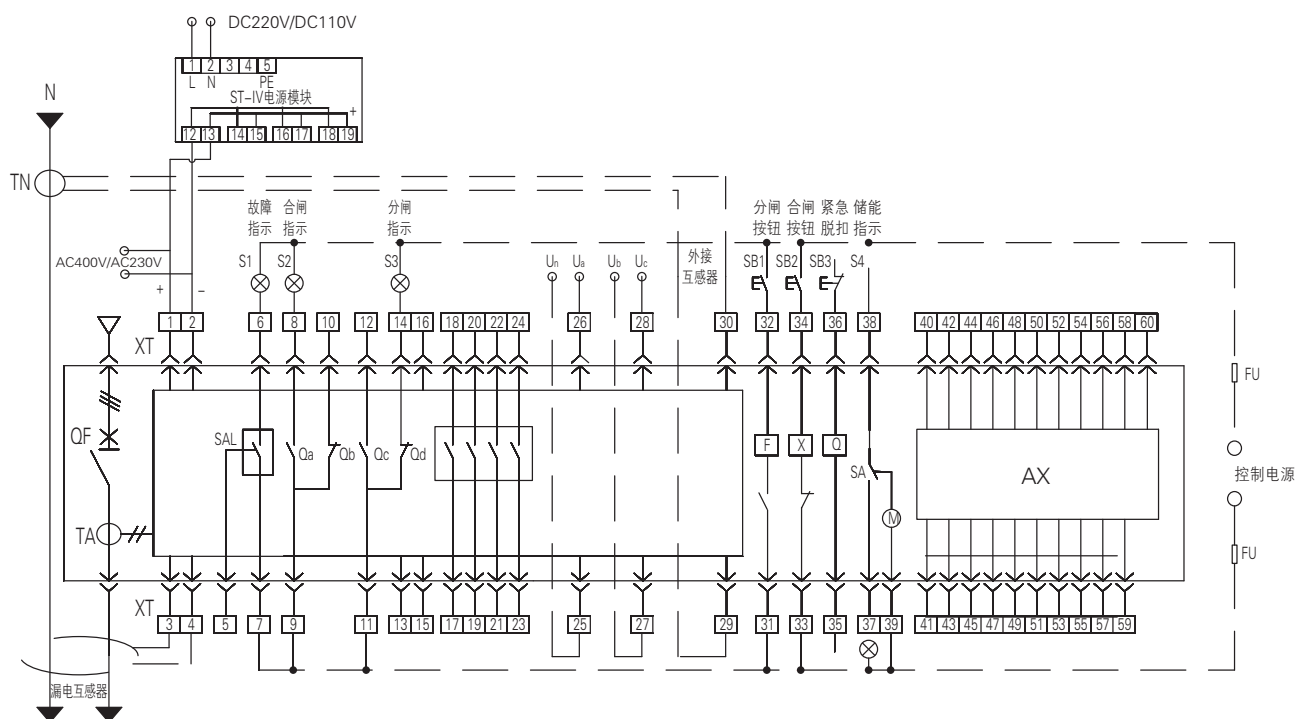 DC220V/DC110V
1 2 3 4 5
L N PE
ST-IV电源模块
+
12 13 14 15 16 17 18 19
N
TN
故障
指示
合闸
指示
分闸
指示
分闸
按钮
合闸
按钮
紧急
脱扣
储能
指示
AC400V/AC230V
+ −
S1 S2 S3
Un Ua Ub Uc
外接
互感器
SB1 SB2 SB3 S4
XT
1 2 6 8 10 12 14 16 18 20 22 24 26 28 30 32 34 36 38 40 42 44 46 48 50 52 54 56 58 60
FU
QF
SAL Qa Qb Qc Qd
F X Q
SA
M
AX
控制电源
TA
FU
XT
3 4 5 7 9 11 13 15 17 19 21 23 25 27 29 31 33 35 37 39 41 43 45 47 49 51 53 55 57 59
漏电互感器